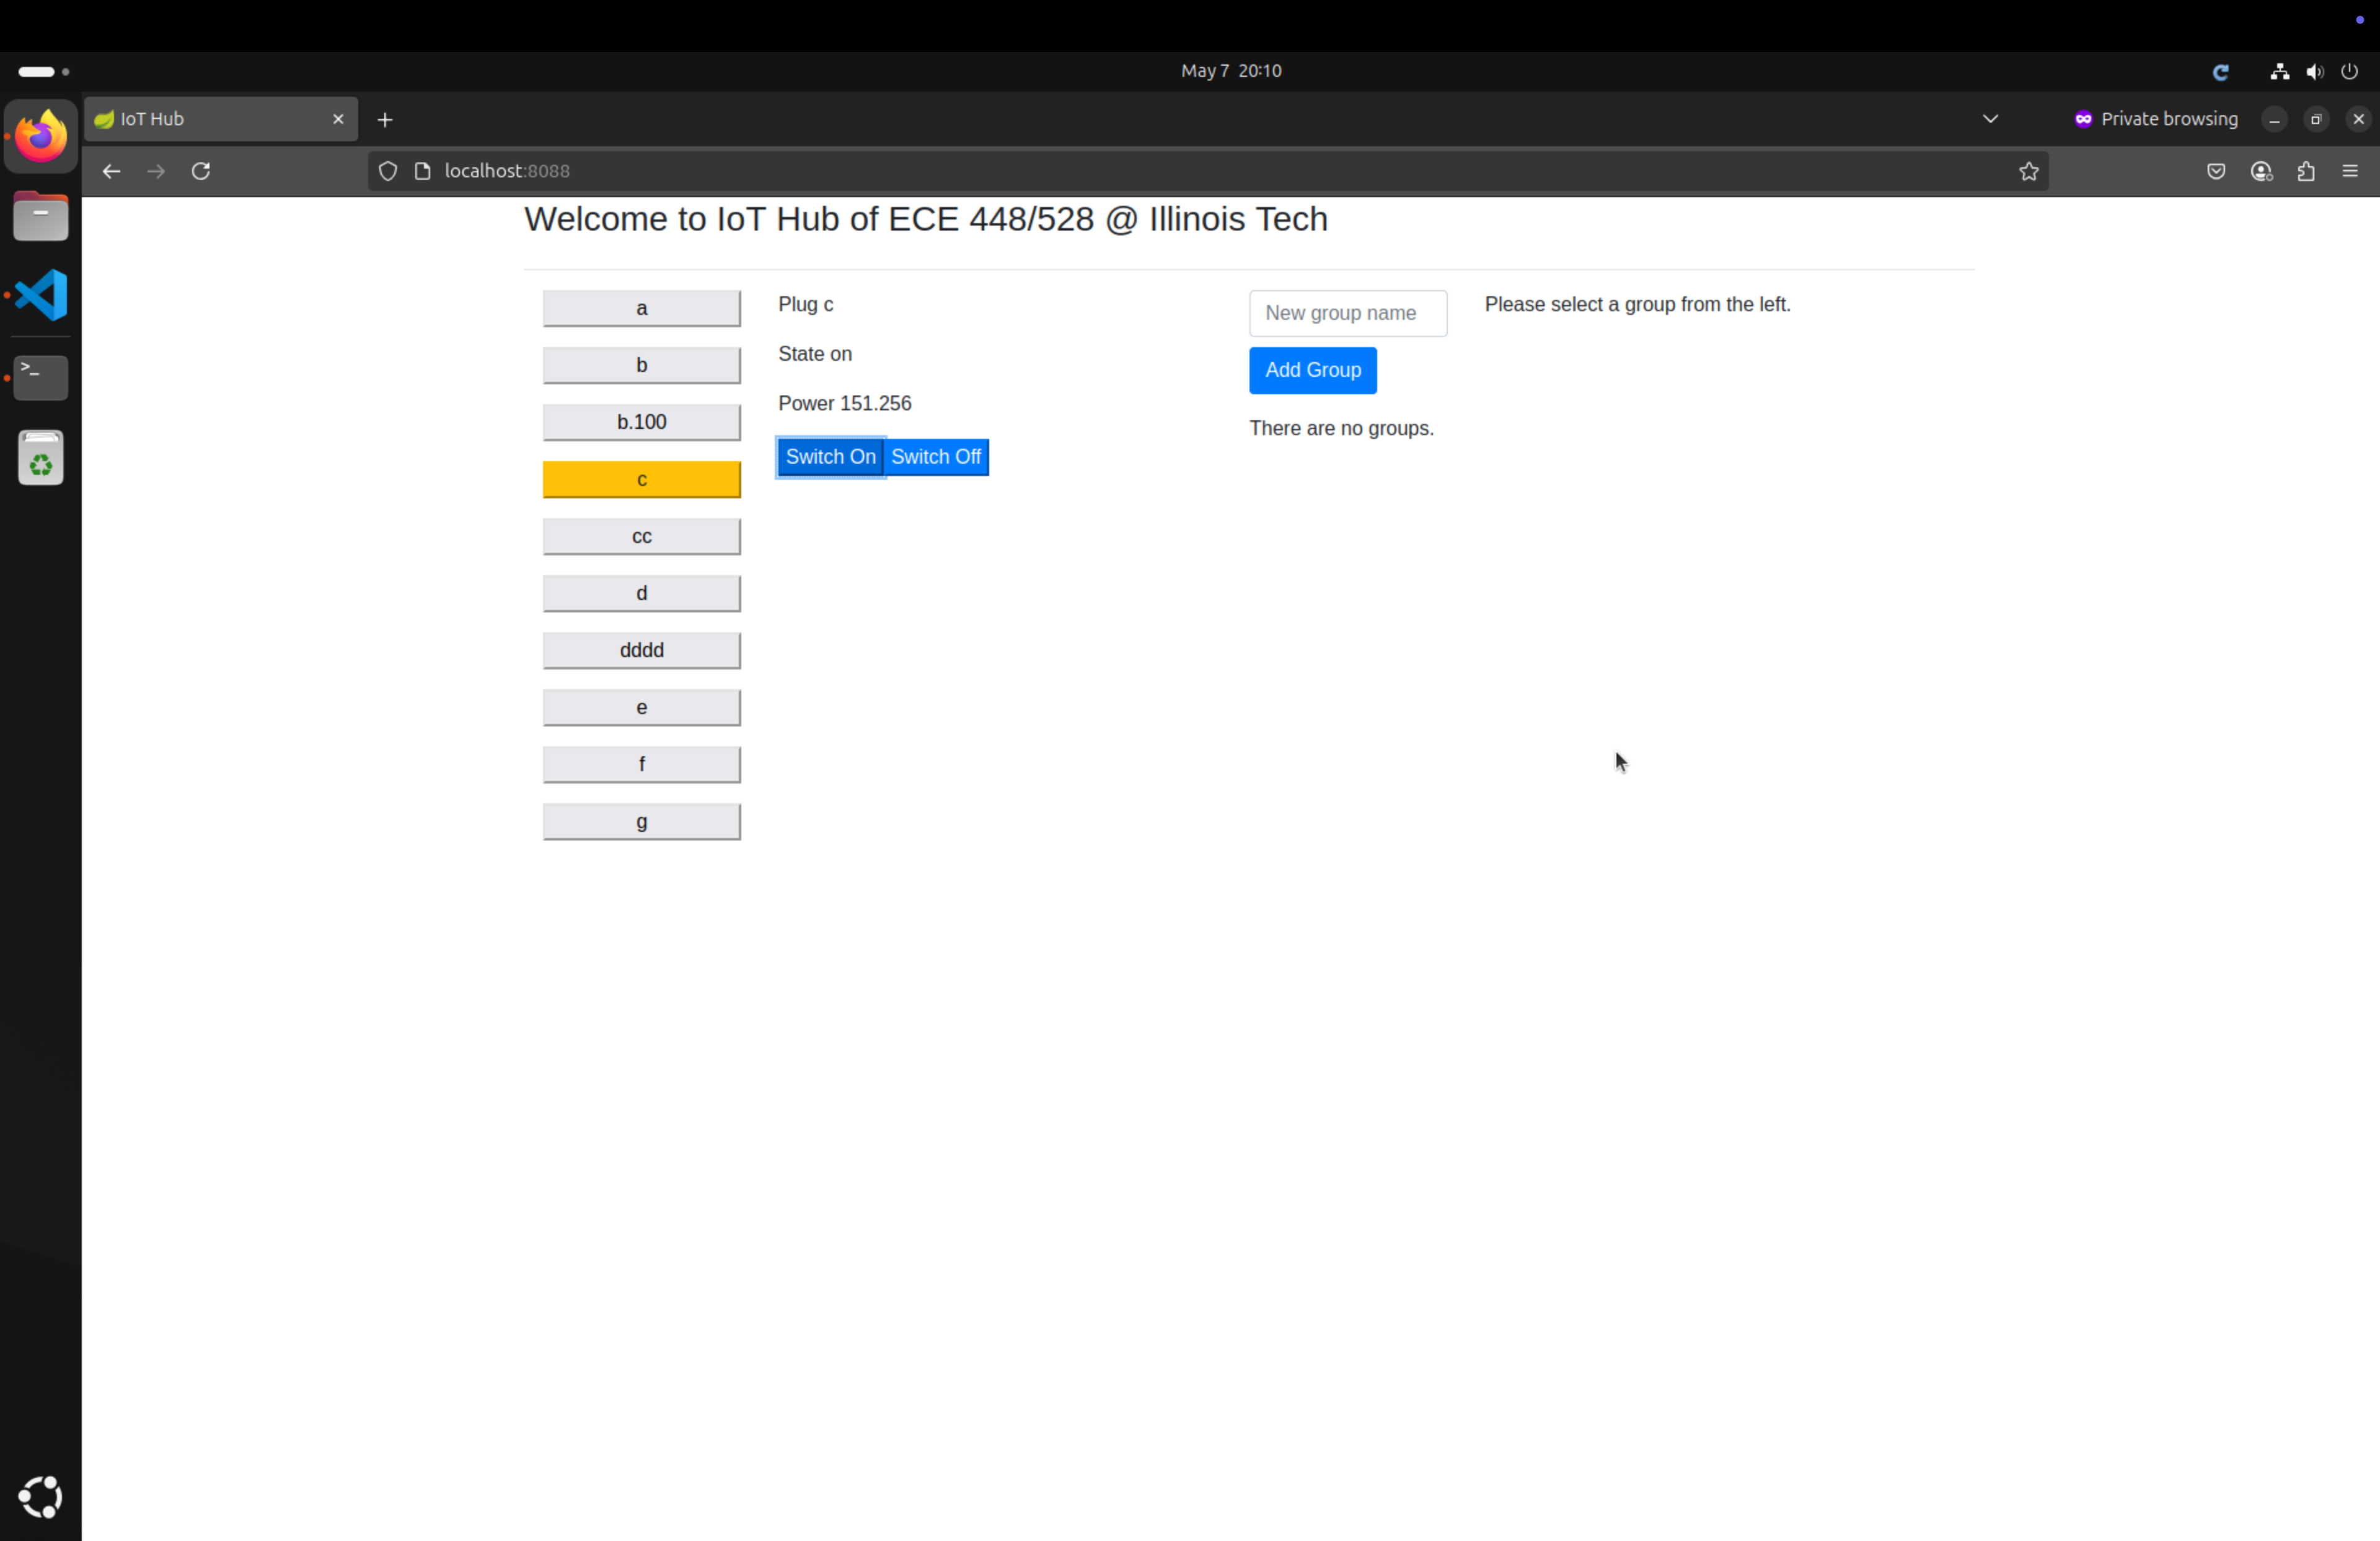 May 7 20:10
IoT Hub
Private browsing
localhost:8088
Welcome to IoT Hub of ECE 448/528 @ Illinois Tech
a
b
b.100
c
cc
d
dddd
e
f
g
Plug c
State on
Power 151.256
Switch On Switch Off
New group name
Add Group
There are no groups.
Please select a group from the left.